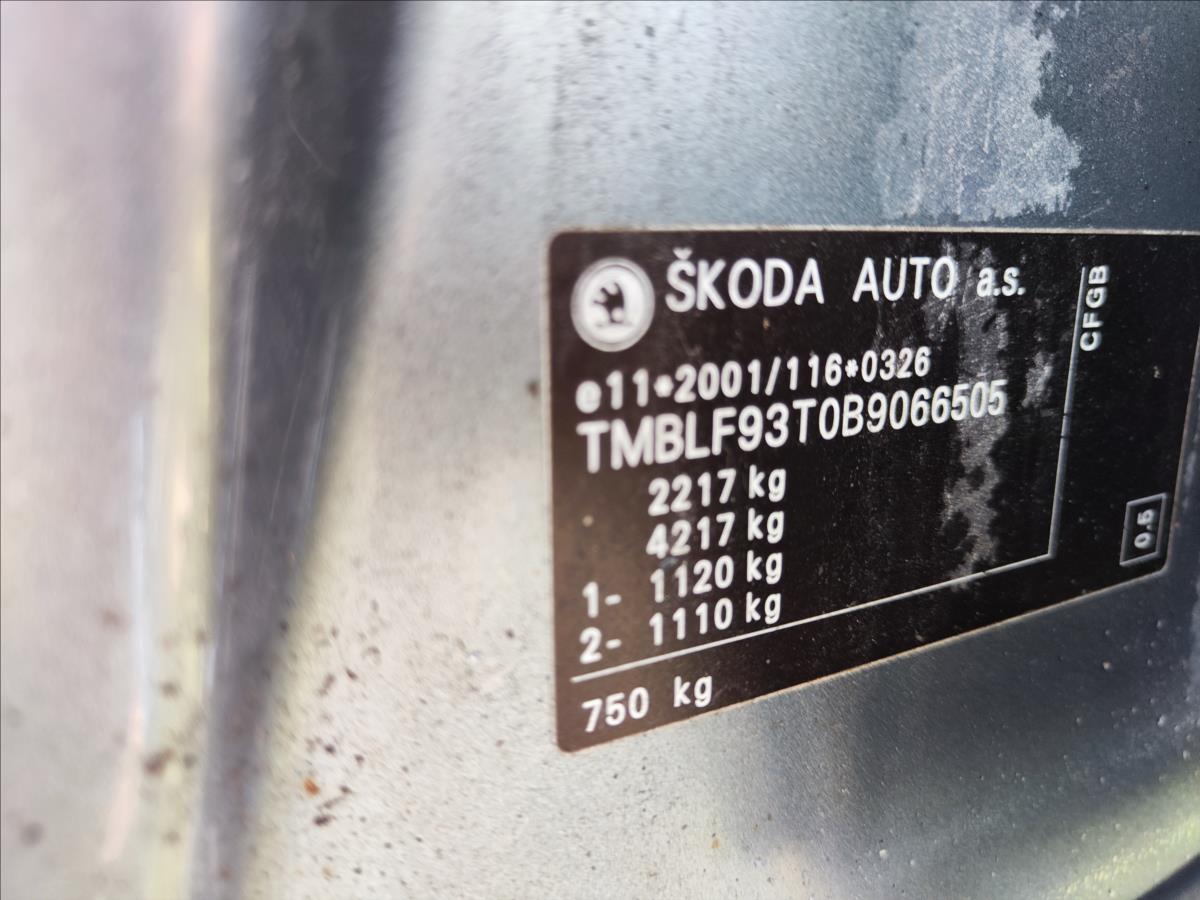 ŠKODA AUTO a.s.
e11*2001/116*0326
TMBLF93T0B9066505
2217 kg
4217 kg
1- 1120 kg
2- 1110 kg
750 kg
CFGB
0.5